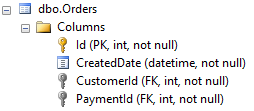 dbo.Orders
Columns
Id (PK, int, not null)
CreatedDate (datetime, not null)
CustomerId (FK, int, not null)
PaymentId (FK, int, not null)